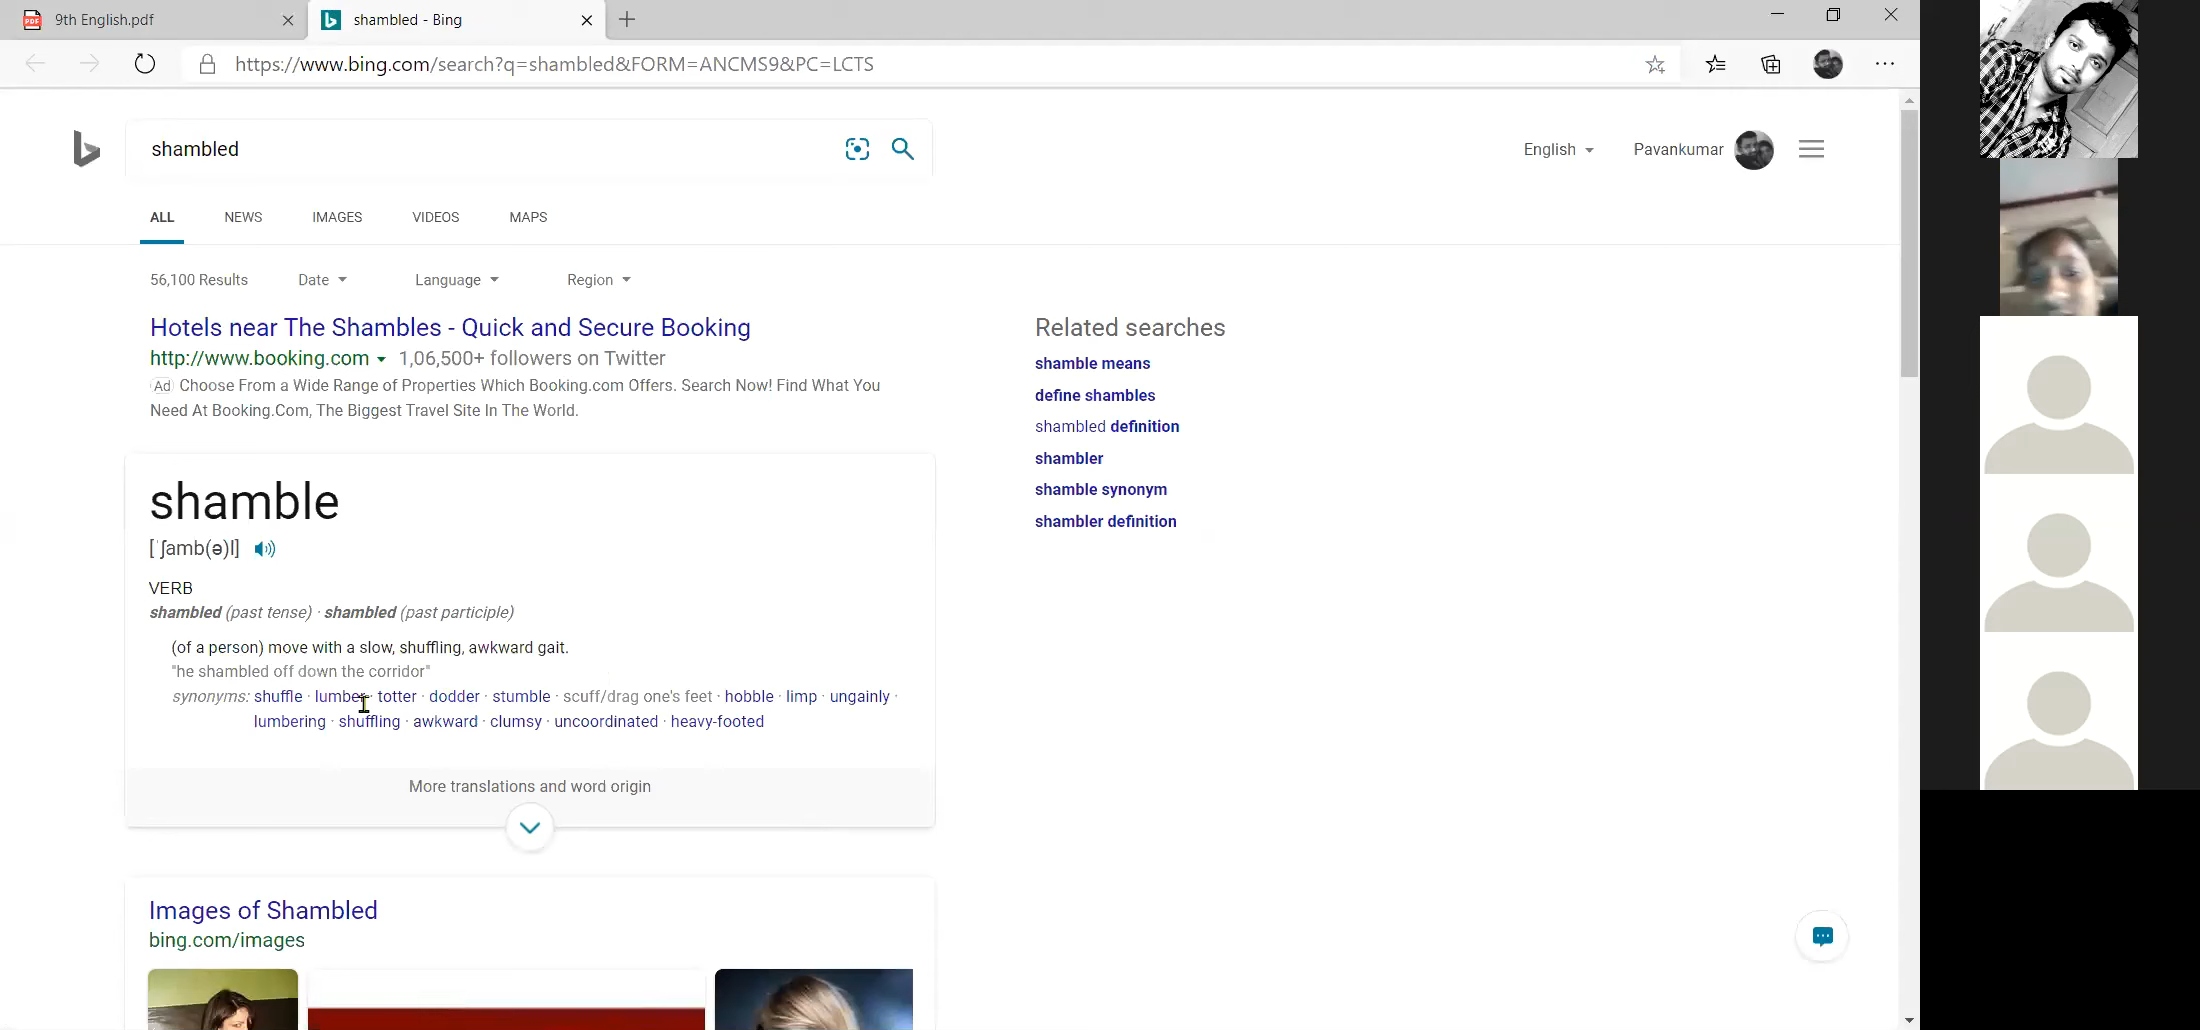 9th English.pdf
shambled - Bing
https://www.bing.com/search?q=shambled&FORM=ANCMS9&PC=LCTS
shambled
English
Pavankumar
ALL NEWS IMAGES VIDEOS MAPS
56,100 Results Date Language Region
Hotels near The Shambles - Quick and Secure Booking
http://www.booking.com 1,06,500+ followers on Twitter
Ad Choose From a Wide Range of Properties Which Booking.com Offers. Search Now! Find What You
Need At Booking.Com, The Biggest Travel Site In The World.
shamble
[ˈʃamb(ə)l]
VERB
shambled (past tense) · shambled (past participle)
(of a person) move with a slow, shuffling, awkward gait.
"he shambled off down the corridor"
synonyms: shuffle · lumber · totter · dodder · stumble · scuff/drag one's feet · hobble · limp · ungainly ·
lumbering · shuffling · awkward · clumsy · uncoordinated · heavy-footed
More translations and word origin
Images of Shambled
bing.com/images
Related searches
shamble means
define shambles
shambled definition
shambler
shamble synonym
shambler definition